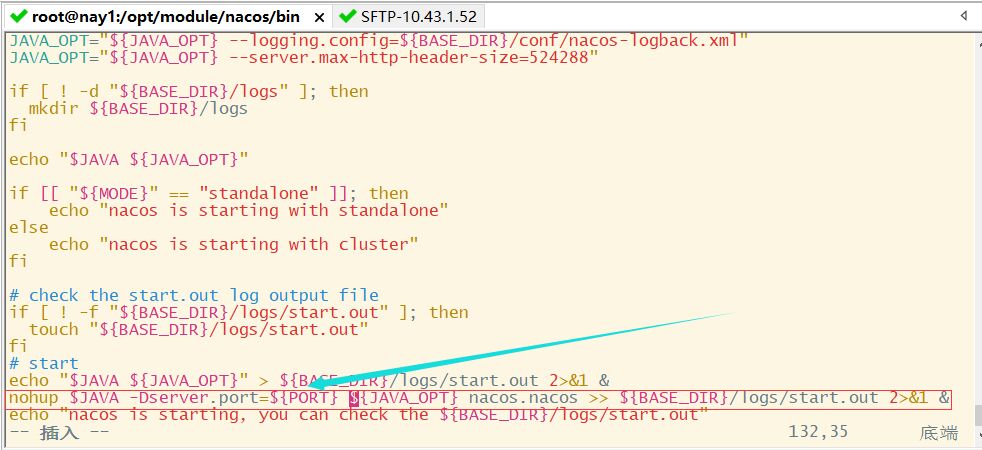 root@nay1:/opt/module/nacos/bin × SFTP-10.43.1.52
JAVA_OPT="${JAVA_OPT} --logging.config=${BASE_DIR}/conf/nacos-logback.xml"
JAVA_OPT="${JAVA_OPT} --server.max-http-header-size=524288"
if [ ! -d "${BASE_DIR}/logs" ]; then
  mkdir ${BASE_DIR}/logs
fi
echo "$JAVA ${JAVA_OPT}"
if [[ "${MODE}" == "standalone" ]]; then
    echo "nacos is starting with standalone"
else
    echo "nacos is starting with cluster"
fi
# check the start.out log output file
if [ ! -f "${BASE_DIR}/logs/start.out" ]; then
  touch "${BASE_DIR}/logs/start.out"
fi
# start
echo "$JAVA ${JAVA_OPT}" > ${BASE_DIR}/logs/start.out 2>&1 &
nohup $JAVA -Dserver.port=${PORT} ${JAVA_OPT} nacos.nacos >> ${BASE_DIR}/logs/start.out 2>&1 &
echo "nacos is starting, you can check the ${BASE_DIR}/logs/start.out"
-- 插入 -- 132,35 底端